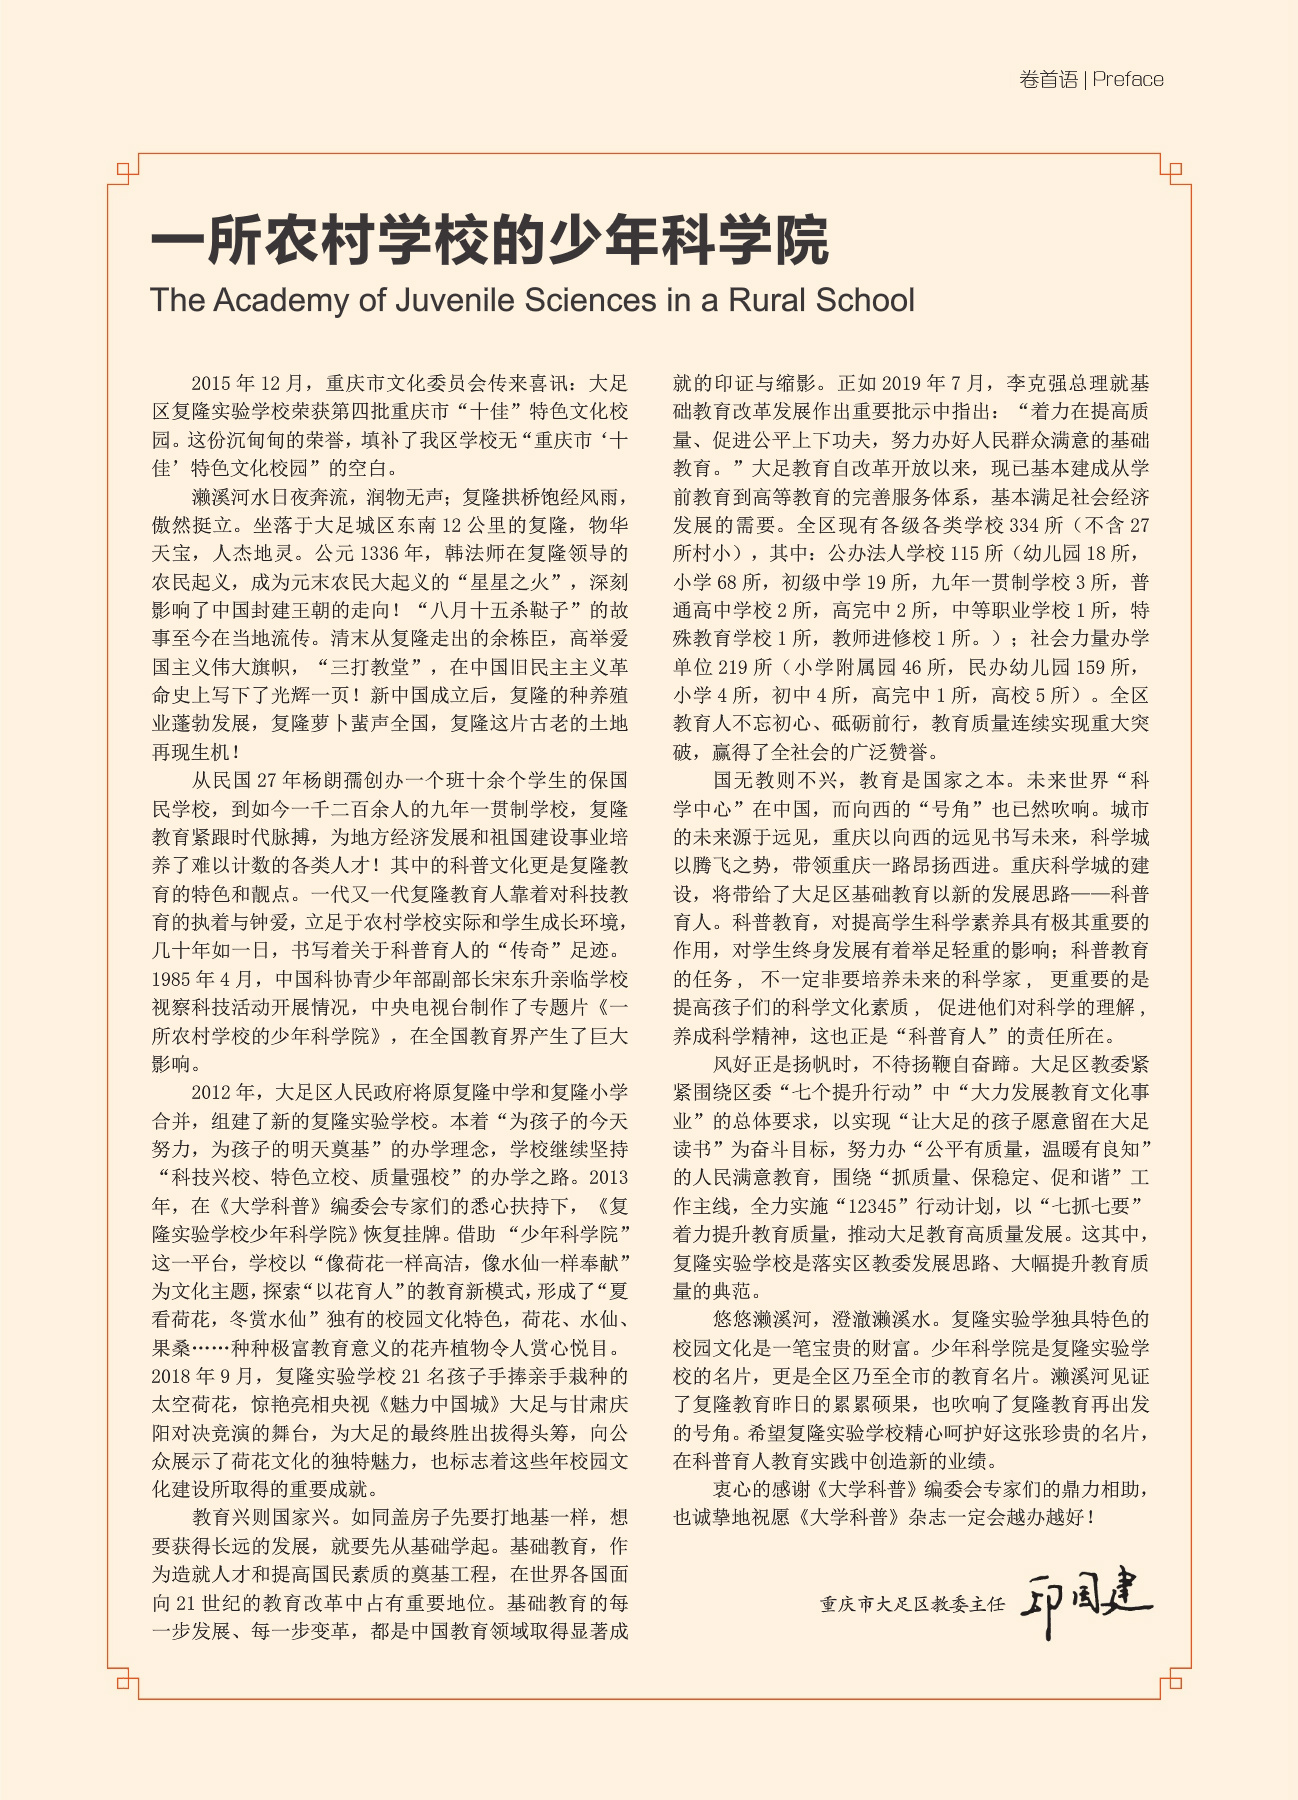 卷首语 | Preface
一所农村学校的少年科学院
The Academy of Juvenile Sciences in a Rural School
2015 年 12 月，重庆市文化委员会传来喜讯：大足
区复隆实验学校荣获第四批重庆市“十佳”特色文化校
园。这份沉甸甸的荣誉，填补了我区学校无“重庆市‘十
佳’特色文化校园”的空白。
濑溪河水日夜奔流，润物无声；复隆拱桥饱经风雨，
傲然挺立。坐落于大足城区东南 12 公里的复隆，物华
天宝，人杰地灵。公元 1336 年，韩法师在复隆领导的
农民起义，成为元末农民大起义的“星星之火”，深刻
影响了中国封建王朝的走向！“八月十五杀鞑子”的故
事至今在当地流传。清末从复隆走出的余栋臣，高举爱
国主义伟大旗帜，“三打教堂”，在中国旧民主主义革
命史上写下了光辉一页！新中国成立后，复隆的种养殖
业蓬勃发展，复隆萝卜蜚声全国，复隆这片古老的土地
再现生机！
从民国 27 年杨朗孺创办一个班十余个学生的保国
民学校，到如今一千二百余人的九年一贯制学校，复隆
教育紧跟时代脉搏，为地方经济发展和祖国建设事业培
养了难以计数的各类人才！其中的科普文化更是复隆教
育的特色和靓点。一代又一代复隆教育人靠着对科技教
育的执着与钟爱，立足于农村学校实际和学生成长环境，
几十年如一日，书写着关于科普育人的“传奇”足迹。
1985 年 4 月，中国科协青少年部副部长宋东升亲临学校
视察科技活动开展情况，中央电视台制作了专题片《一
所农村学校的少年科学院》，在全国教育界产生了巨大
影响。
2012 年，大足区人民政府将原复隆中学和复隆小学
合并，组建了新的复隆实验学校。本着“为孩子的今天
努力，为孩子的明天奠基”的办学理念，学校继续坚持
“科技兴校、特色立校、质量强校”的办学之路。2013
年，在《大学科普》编委会专家们的悉心扶持下，《复
隆实验学校少年科学院》恢复挂牌。借助 “少年科学院”
这一平台，学校以“像荷花一样高洁，像水仙一样奉献”
为文化主题，探索“以花育人”的教育新模式，形成了“夏
看荷花，冬赏水仙”独有的校园文化特色，荷花、水仙、
果桑……种种极富教育意义的花卉植物令人赏心悦目。
2018 年 9 月，复隆实验学校 21 名孩子手捧亲手栽种的
太空荷花，惊艳亮相央视《魅力中国城》大足与甘肃庆
阳对决竞演的舞台，为大足的最终胜出拔得头筹，向公
众展示了荷花文化的独特魅力，也标志着这些年校园文
化建设所取得的重要成就。
教育兴则国家兴。如同盖房子先要打地基一样，想
要获得长远的发展，就要先从基础学起。基础教育，作
为造就人才和提高国民素质的奠基工程，在世界各国面
向 21 世纪的教育改革中占有重要地位。基础教育的每
一步发展、每一步变革，都是中国教育领域取得显著成
就的印证与缩影。正如 2019 年 7 月，李克强总理就基
础教育改革发展作出重要批示中指出：“着力在提高质
量、促进公平上下功夫，努力办好人民群众满意的基础
教育。”大足教育自改革开放以来，现已基本建成从学
前教育到高等教育的完善服务体系，基本满足社会经济
发展的需要。全区现有各级各类学校 334 所（不含 27
所村小），其中：公办法人学校 115 所（幼儿园 18 所，
小学 68 所，初级中学 19 所，九年一贯制学校 3 所，普
通高中学校 2 所，高完中 2 所，中等职业学校 1 所，特
殊教育学校 1 所，教师进修校 1 所。）；社会力量办学
单位 219 所（小学附属园 46 所，民办幼儿园 159 所，
小学 4 所，初中 4 所，高完中 1 所，高校 5 所）。全区
教育人不忘初心、砥砺前行，教育质量连续实现重大突
破，赢得了全社会的广泛赞誉。
国无教则不兴，教育是国家之本。未来世界“科
学中心”在中国，而向西的“号角”也已然吹响。城市
的未来源于远见，重庆以向西的远见书写未来，科学城
以腾飞之势，带领重庆一路昂扬西进。重庆科学城的建
设，将带给了大足区基础教育以新的发展思路——科普
育人。科普教育，对提高学生科学素养具有极其重要的
作用，对学生终身发展有着举足轻重的影响；科普教育
的任务， 不一定非要培养未来的科学家， 更重要的是
提高孩子们的科学文化素质， 促进他们对科学的理解，
养成科学精神，这也正是“科普育人”的责任所在。
风好正是扬帆时，不待扬鞭自奋蹄。大足区教委紧
紧围绕区委“七个提升行动”中“大力发展教育文化事
业”的总体要求，以实现“让大足的孩子愿意留在大足
读书”为奋斗目标，努力办“公平有质量，温暖有良知”
的人民满意教育，围绕“抓质量、保稳定、促和谐”工
作主线，全力实施“12345”行动计划，以“七抓七要”
着力提升教育质量，推动大足教育高质量发展。这其中，
复隆实验学校是落实区教委发展思路、大幅提升教育质
量的典范。
悠悠濑溪河，澄澈濑溪水。复隆实验学独具特色的
校园文化是一笔宝贵的财富。少年科学院是复隆实验学
校的名片，更是全区乃至全市的教育名片。濑溪河见证
了复隆教育昨日的累累硕果，也吹响了复隆教育再出发
的号角。希望复隆实验学校精心呵护好这张珍贵的名片，
在科普育人教育实践中创造新的业绩。
衷心的感谢《大学科普》编委会专家们的鼎力相助，
也诚挚地祝愿《大学科普》杂志一定会越办越好！
重庆市大足区教委主任 邱国建